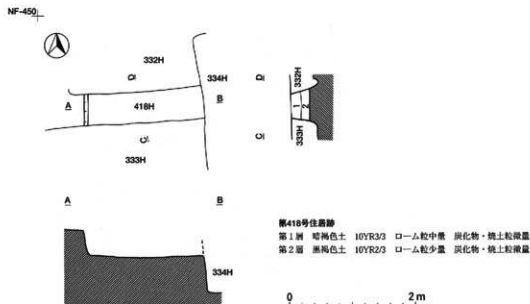 NF-450
332H
334H
A
418H
B
333H
D
C
D
332H
1
2
333H
C
A
B
334H
第418号住居跡
第1層 暗褐色土 10YR3/3 ローム粒中量 炭化物・焼土粒微量
第2層 黒褐色土 10YR2/3 ローム粒少量 炭化物・焼土粒微量
0
2m